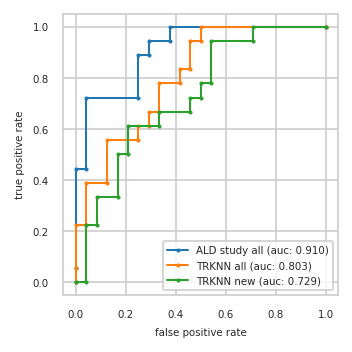 1.0
0.8
0.6
0.4
0.2
0.0
true positive rate
ALD study all (auc: 0.910)
TRKNN all (auc: 0.803)
TRKNN new (auc: 0.729)
0.0 0.2 0.4 0.6 0.8 1.0
false positive rate